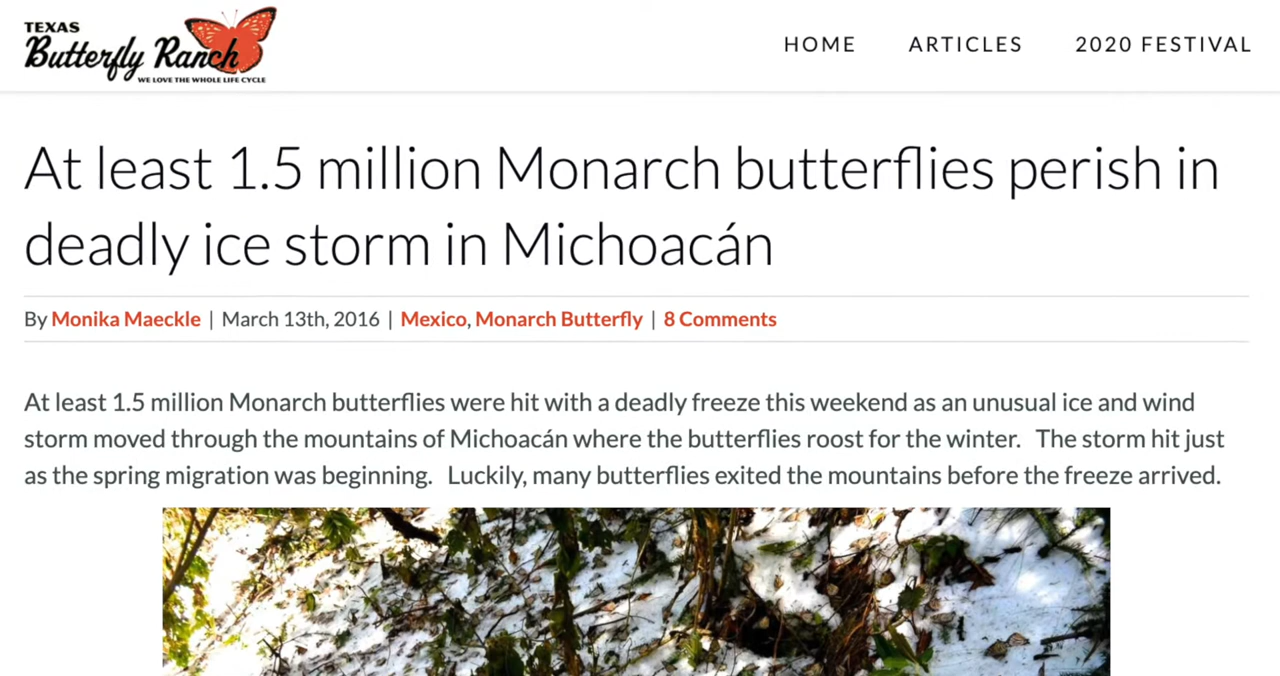 TEXAS
Butterfly Ranch
WE LOVE THE WHOLE LIFE CYCLE
HOME ARTICLES 2020 FESTIVAL
At least 1.5 million Monarch butterflies perish in
deadly ice storm in Michoacán
By Monika Maeckle | March 13th, 2016 | Mexico, Monarch Butterfly | 8 Comments
At least 1.5 million Monarch butterflies were hit with a deadly freeze this weekend as an unusual ice and wind
storm moved through the mountains of Michoacán where the butterflies roost for the winter. The storm hit just
as the spring migration was beginning. Luckily, many butterflies exited the mountains before the freeze arrived.